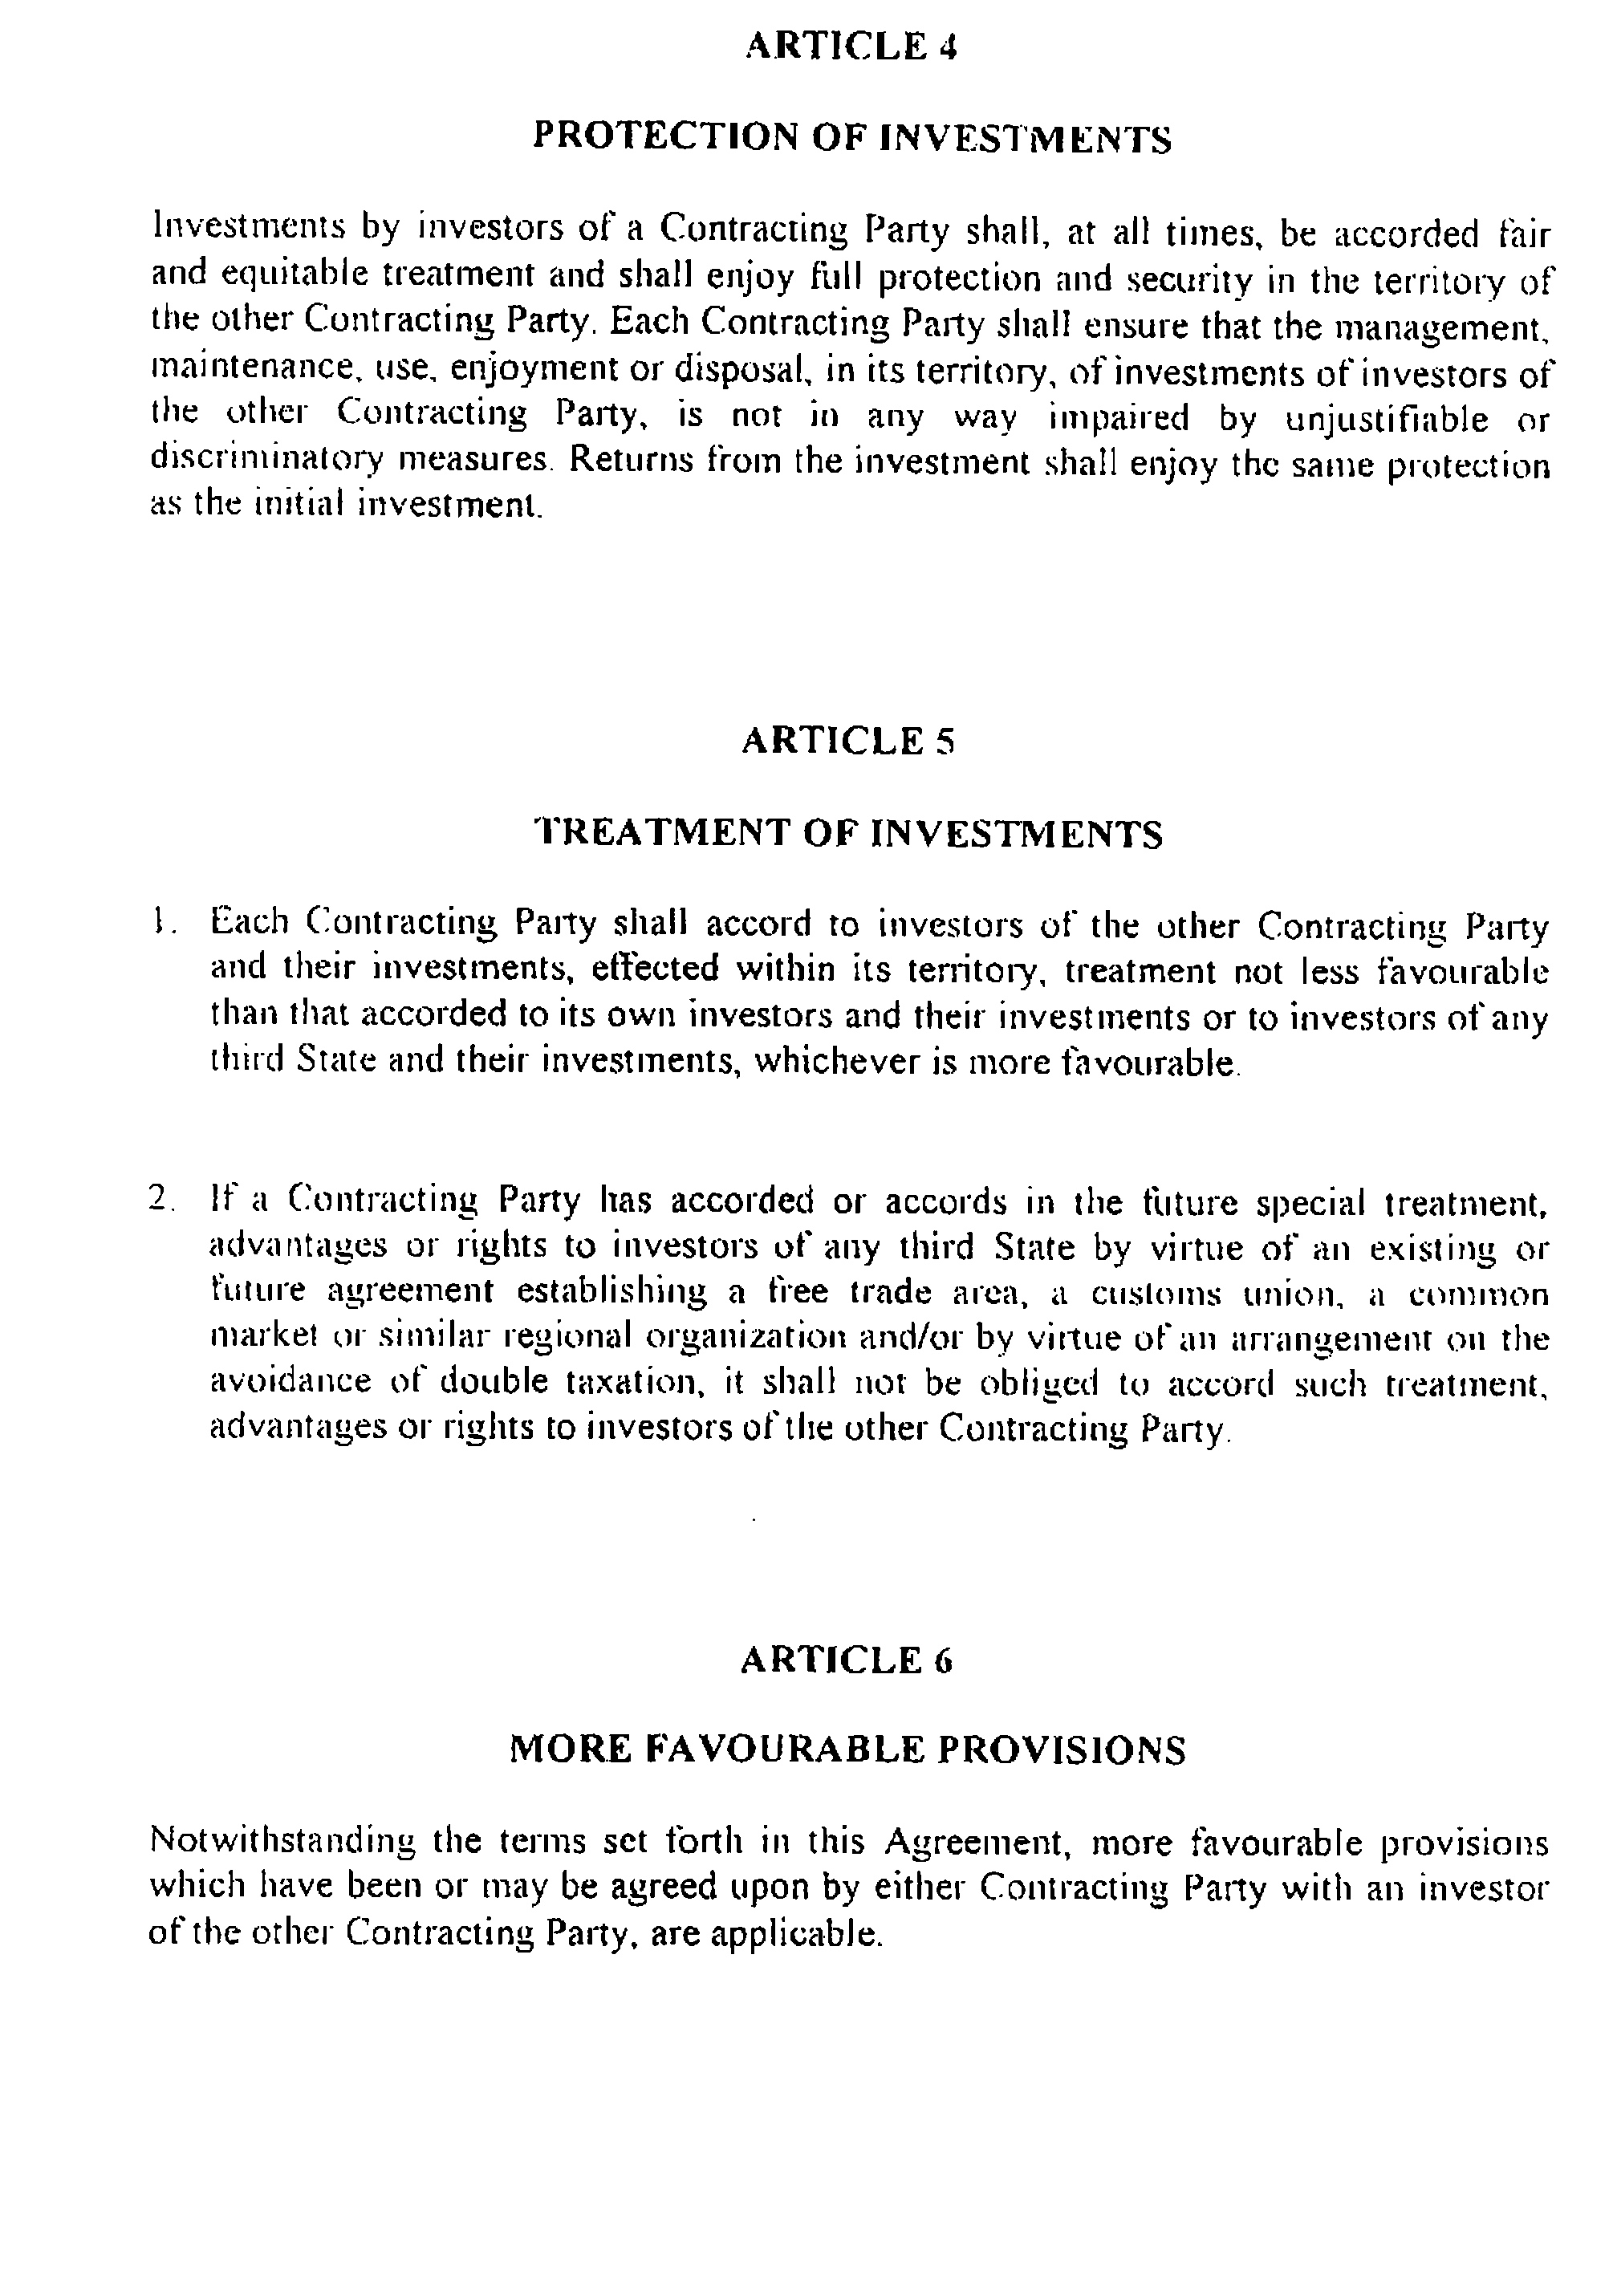 ARTICLE 4
PROTECTION OF INVESTMENTS
Investments by investors of a Contracting Party shall, at all times, be accorded fair
and equitable treatment and shall enjoy full protection and security in the territory of
the other Contracting Party. Each Contracting Party shall ensure that the management,
maintenance, use, enjoyment or disposal, in its territory, of investments of investors of
the other Contracting Party, is not in any way impaired by unjustifiable or
discriminatory measures. Returns from the investment shall enjoy the same protection
as the initial investment.
ARTICLE 5
TREATMENT OF INVESTMENTS
1. Each Contracting Party shall accord to investors of the other Contracting Party
and their investments, effected within its territory, treatment not less favourable
than that accorded to its own investors and their investments or to investors of any
third State and their investments, whichever is more favourable.
2. If a Contracting Party has accorded or accords in the future special treatment,
advantages or rights to investors of any third State by virtue of an existing or
future agreement establishing a free trade area, a customs union, a common
market or similar regional organization and/or by virtue of an arrangement on the
avoidance of double taxation, it shall not be obliged to accord such treatment,
advantages or rights to investors of the other Contracting Party.
ARTICLE 6
MORE FAVOURABLE PROVISIONS
Notwithstanding the terms set forth in this Agreement, more favourable provisions
which have been or may be agreed upon by either Contracting Party with an investor
of the other Contracting Party, are applicable.